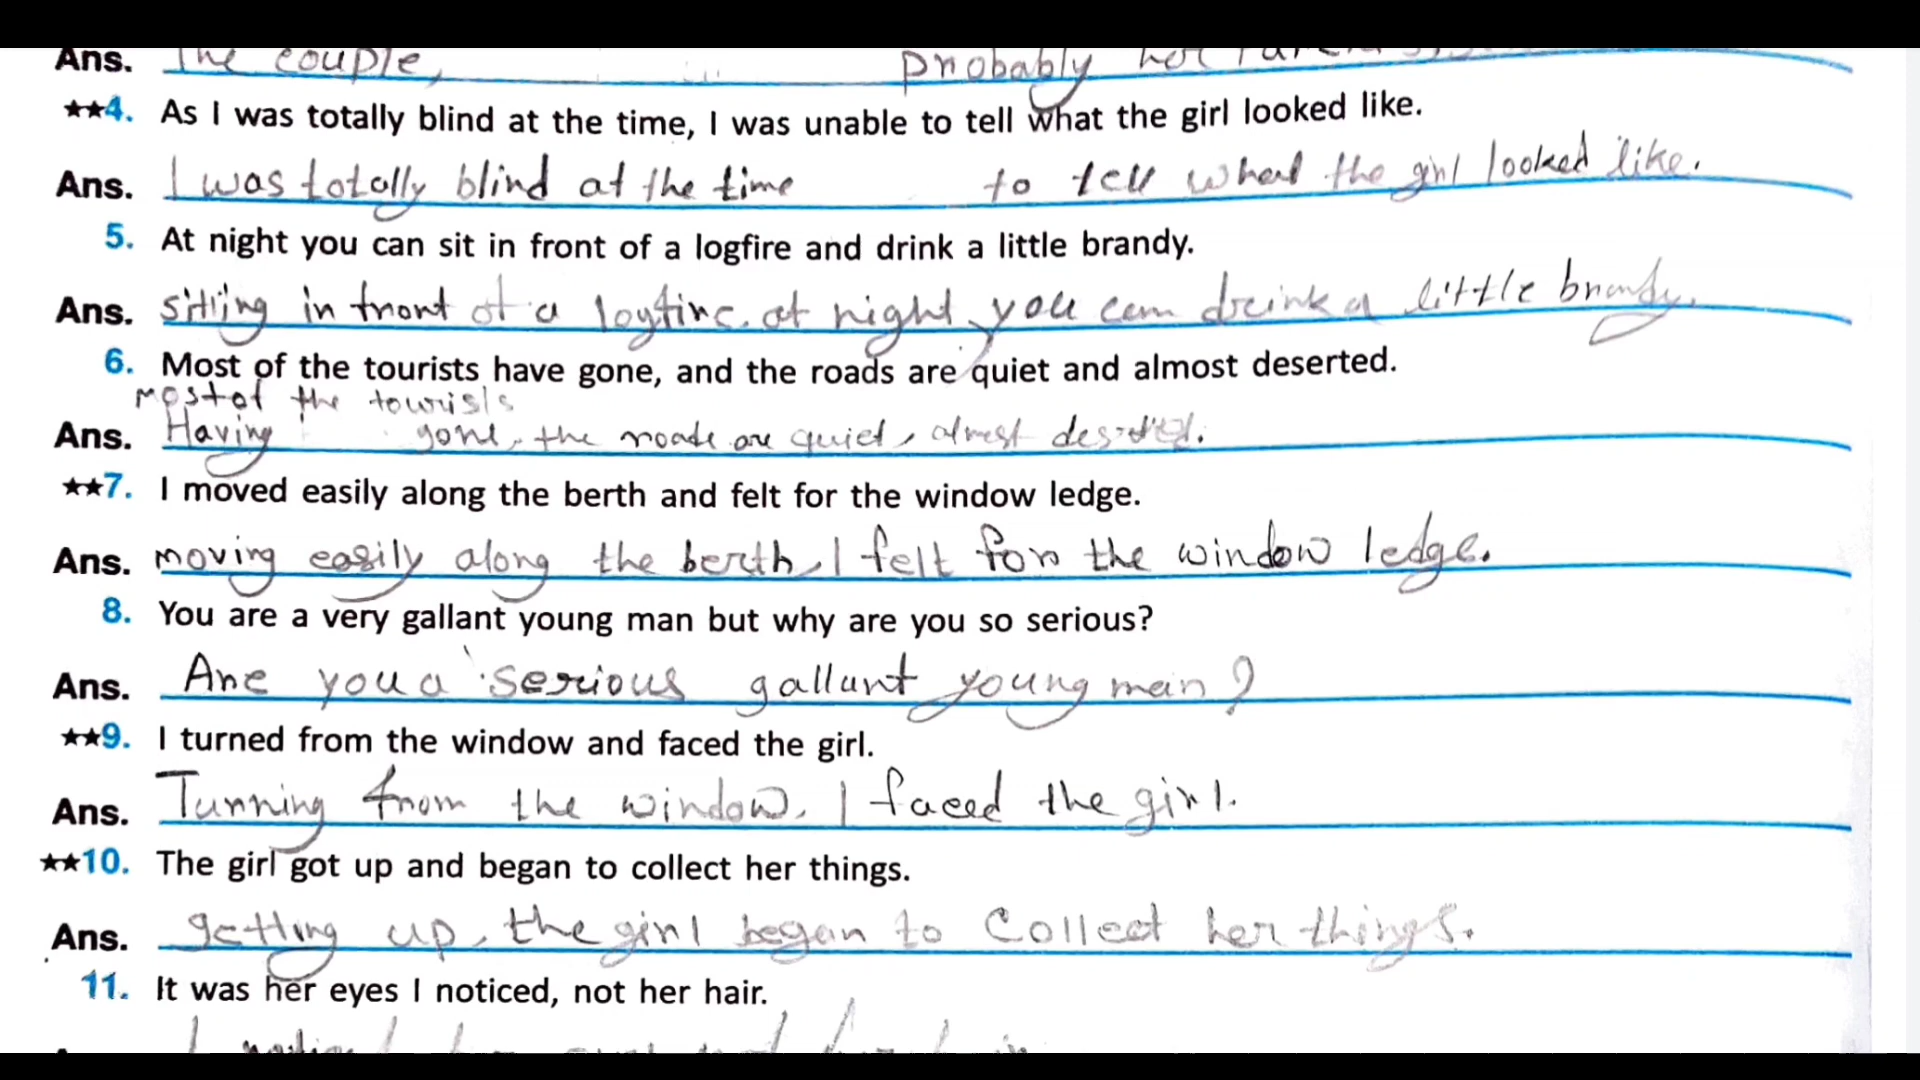 Ans. The couple, probably her
★★4. As I was totally blind at the time, I was unable to tell what the girl looked like.
Ans. I was totally blind at the time to tell what the girl looked like.
5. At night you can sit in front of a logfire and drink a little brandy.
Ans. sitting in front of a logfire. at night you can drink a little brandy.
6. Most of the tourists have gone, and the roads are quiet and almost deserted.
most of the tourists
Ans. Having gone, the roads are quiet, almost deserted.
★★7. I moved easily along the berth and felt for the window ledge.
Ans. moving easily along the berth, I felt for the window ledge.
8. You are a very gallant young man but why are you so serious?
Ans. Are you a serious gallant young man?
★★9. I turned from the window and faced the girl.
Ans. Turning from the window, I faced the girl.
★★10. The girl got up and began to collect her things.
Ans. getting up, the girl began to collect her things.
11. It was her eyes I noticed, not her hair.